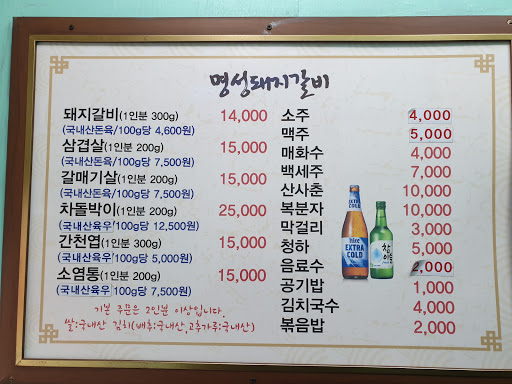 명성돼지갈비
돼지갈비(1인분 300g) 14,000
(국내산돈육/100g당 4,600원)
삼겹살(1인분 200g) 15,000
(국내산돈육/100g당 7,500원)
갈매기살(1인분 200g) 15,000
(국내산돈육/100g당 7,500원)
차돌박이(1인분 200g) 25,000
(국내산육우/100g당 12,500원)
간천엽(1인분 300g) 15,000
(국내산육우/100g당 5,000원)
소염통(1인분 200g) 15,000
(국내산육우/100g당 7,500원)
기본 주문은 2인분 이상입니다.
쌀:국내산 김치(배추:국내산,고추가루:국내산)
소주 4,000
맥주 5,000
매화수 4,000
백세주 7,000
산사춘 10,000
복분자 10,000
막걸리 3,000
청하 5,000
음료수 2,000
공기밥 1,000
김치국수 4,000
볶음밥 2,000
hite
EXTRA
COLD
참이슬